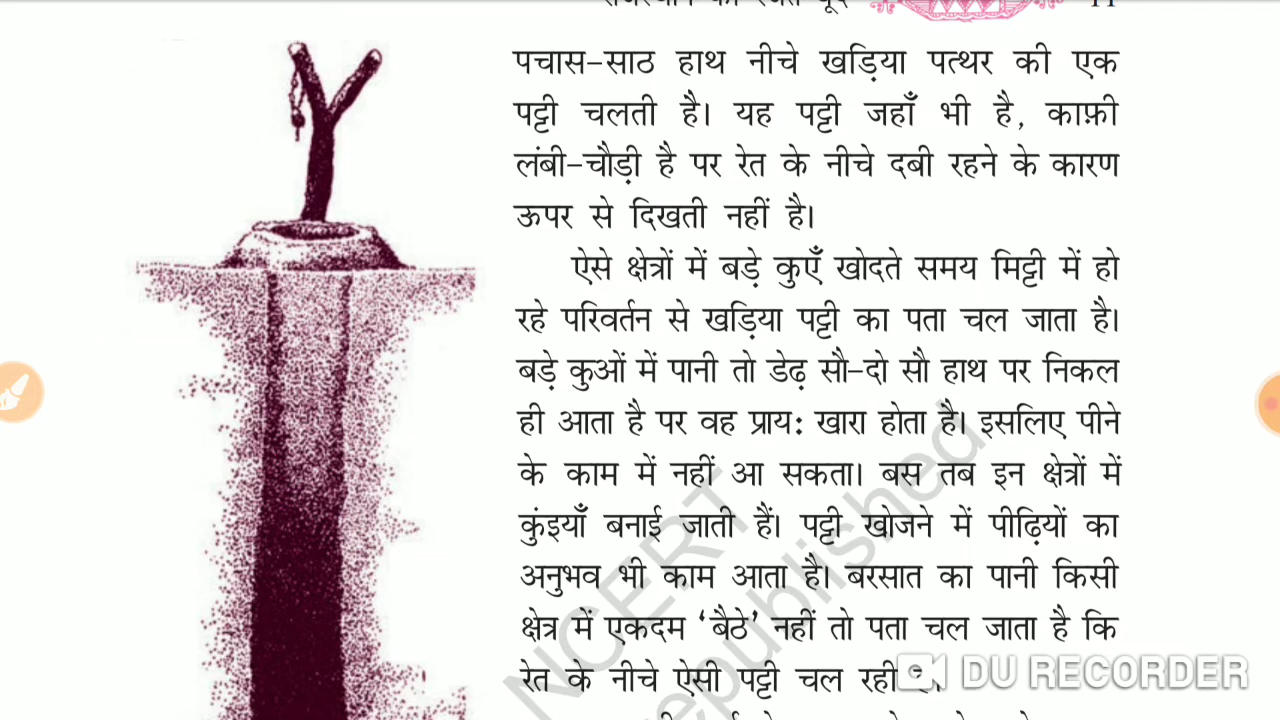 पचास-साठ हाथ नीचे खड़िया पत्थर की एक
पट्टी चलती है। यह पट्टी जहाँ भी है, काफ़ी
लंबी-चौड़ी है पर रेत के नीचे दबी रहने के कारण
ऊपर से दिखती नहीं है।
ऐसे क्षेत्रों में बड़े कुएँ खोदते समय मिट्टी में हो
रहे परिवर्तन से खड़िया पट्टी का पता चल जाता है।
बड़े कुओं में पानी तो डेढ़ सौ-दो सौ हाथ पर निकल
ही आता है पर वह प्राय: खारा होता है। इसलिए पीने
के काम में नहीं आ सकता। बस तब इन क्षेत्रों में
कुंइयाँ बनाई जाती हैं। पट्टी खोजने में पीढ़ियों का
अनुभव भी काम आता है। बरसात का पानी किसी
क्षेत्र में एकदम ‘बैठे’ नहीं तो पता चल जाता है कि
रेत के नीचे ऐसी पट्टी चल रही
DU RECORDER
NCERT
republished